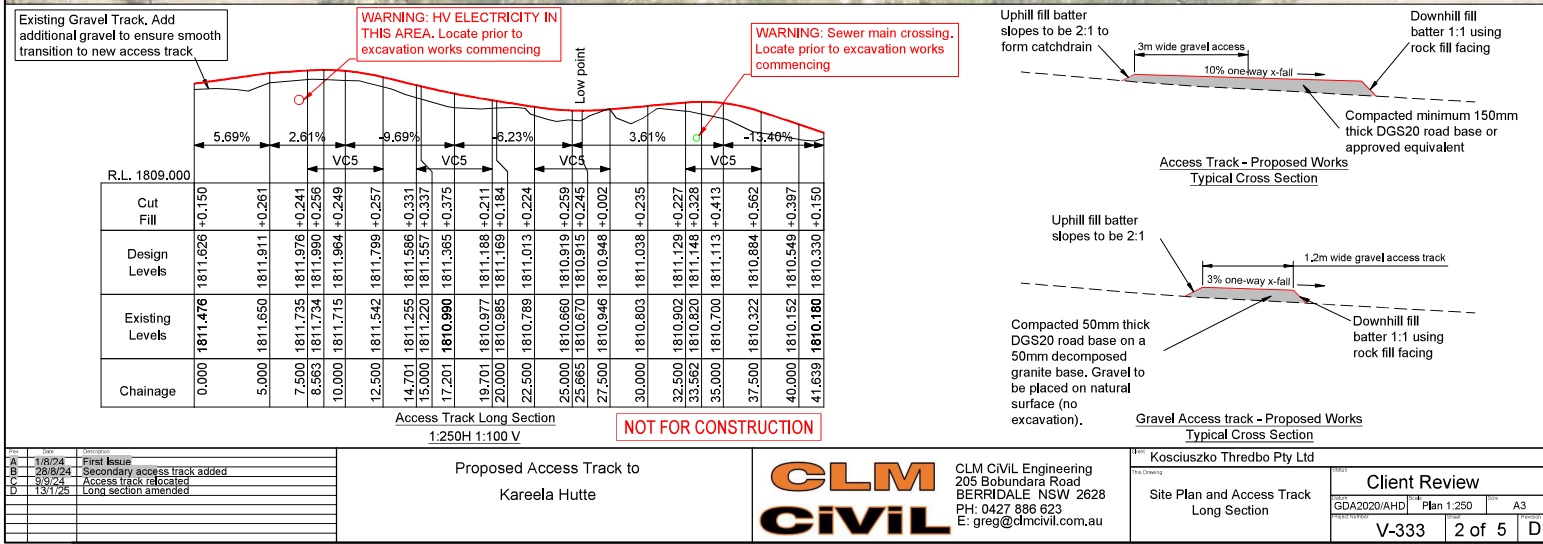 Existing Gravel Track. Add
additional gravel to ensure smooth
transition to new access track
WARNING: HV ELECTRICITY IN
THIS AREA. Locate prior to
excavation works commencing
Low point
WARNING: Sewer main crossing.
Locate prior to excavation works
commencing
5.69% 2.61% -9.69% -6.23% 3.61% -13.40%
VC5 VC5 VC5 VC5
R.L. 1809.000
Cut
Fill
+0.150 +0.261 +0.241 +0.256 +0.249 +0.257 +0.331 +0.337 +0.375 +0.211 +0.184 +0.224 +0.259 +0.245 +0.002 +0.235 +0.227 +0.328 +0.413 +0.562 +0.397 +0.150
Design
Levels
1811.626 1811.911 1811.976 1811.990 1811.964 1811.799 1811.586 1811.557 1811.365 1811.188 1811.169 1811.013 1810.919 1810.915 1810.948 1811.038 1811.129 1811.148 1811.113 1810.884 1810.549 1810.330
Existing
Levels
1811.476 1811.650 1811.735 1811.734 1811.715 1811.542 1811.255 1811.220 1810.990 1810.977 1810.985 1810.789 1810.660 1810.670 1810.946 1810.803 1810.902 1810.820 1810.700 1810.322 1810.152 1810.180
Chainage
0.000 5.000 7.500 8.563 10.000 12.500 14.701 15.000 17.201 19.701 20.000 22.500 25.000 25.665 27.500 30.000 32.500 33.562 35.000 37.500 40.000 41.639
Access Track Long Section
1:250H 1:100 V
NOT FOR CONSTRUCTION
Uphill fill batter
slopes to be 2:1 to
form catchdrain
3m wide gravel access
10% one-way x-fall
Downhill fill
batter 1:1 using
rock fill facing
Compacted minimum 150mm
thick DGS20 road base or
approved equivalent
Access Track - Proposed Works
Typical Cross Section
Uphill fill batter
slopes to be 2:1
1.2m wide gravel access track
3% one-way x-fall
Compacted 50mm thick
DGS20 road base on a
50mm decomposed
granite base. Gravel to
be placed on natural
surface (no
excavation).
Downhill fill
batter 1:1 using
rock fill facing
Gravel Access track - Proposed Works
Typical Cross Section
Rev Date Description
A 1/8/24 First Issue
B 28/8/24 Secondary access track added
C 9/9/24 Access track relocated
D 13/1/25 Long section amended
Proposed Access Track to
Kareela Hutte
CLM
CiViL
CLM CiViL Engineering
205 Bobundara Road
BERRIDALE NSW 2628
PH: 0427 886 623
E: greg@clmcivil.com.au
Client
Kosciuszko Thredbo Pty Ltd
This Drawing
Site Plan and Access Track
Long Section
Status
Client Review
Datum
GDA2020/AHD
Scale
Plan 1:250
Size
A3
Project Number
V-333
Sheet
2 of 5
Revision
D